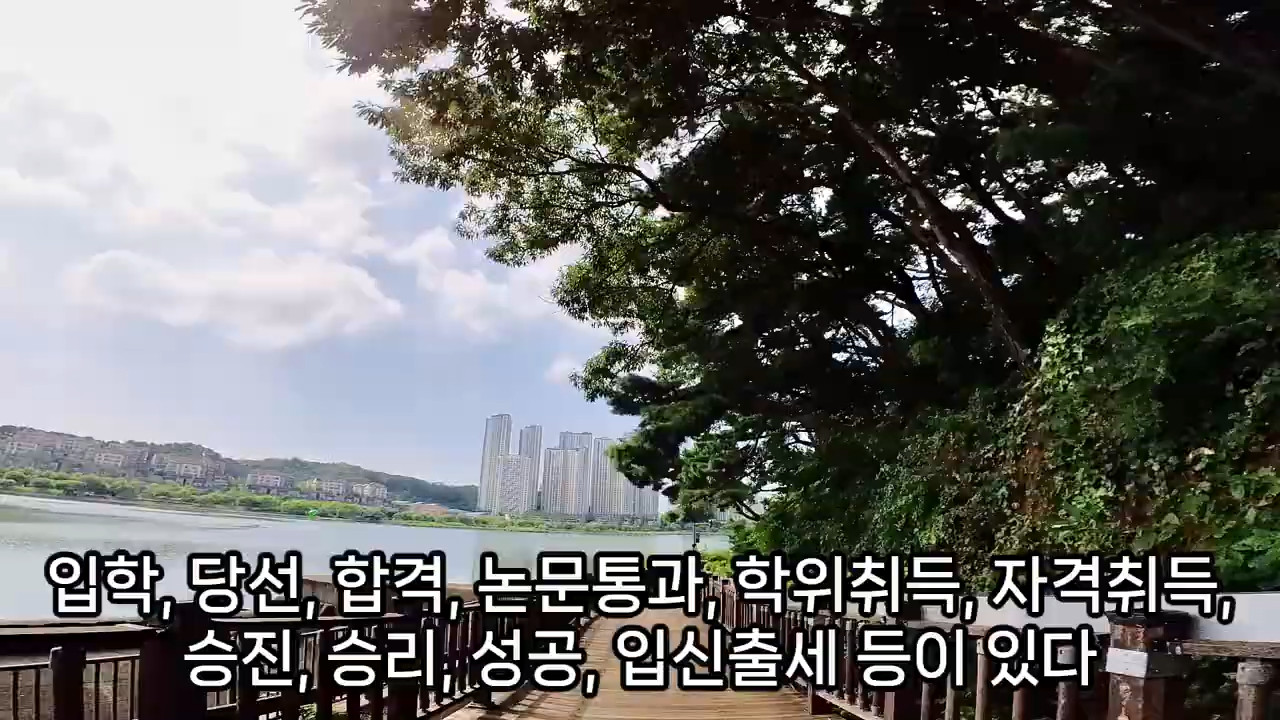 입학, 당선, 합격, 논문통과, 학위취득, 자격취득,
승진, 승리, 성공, 입신출세 등이 있다